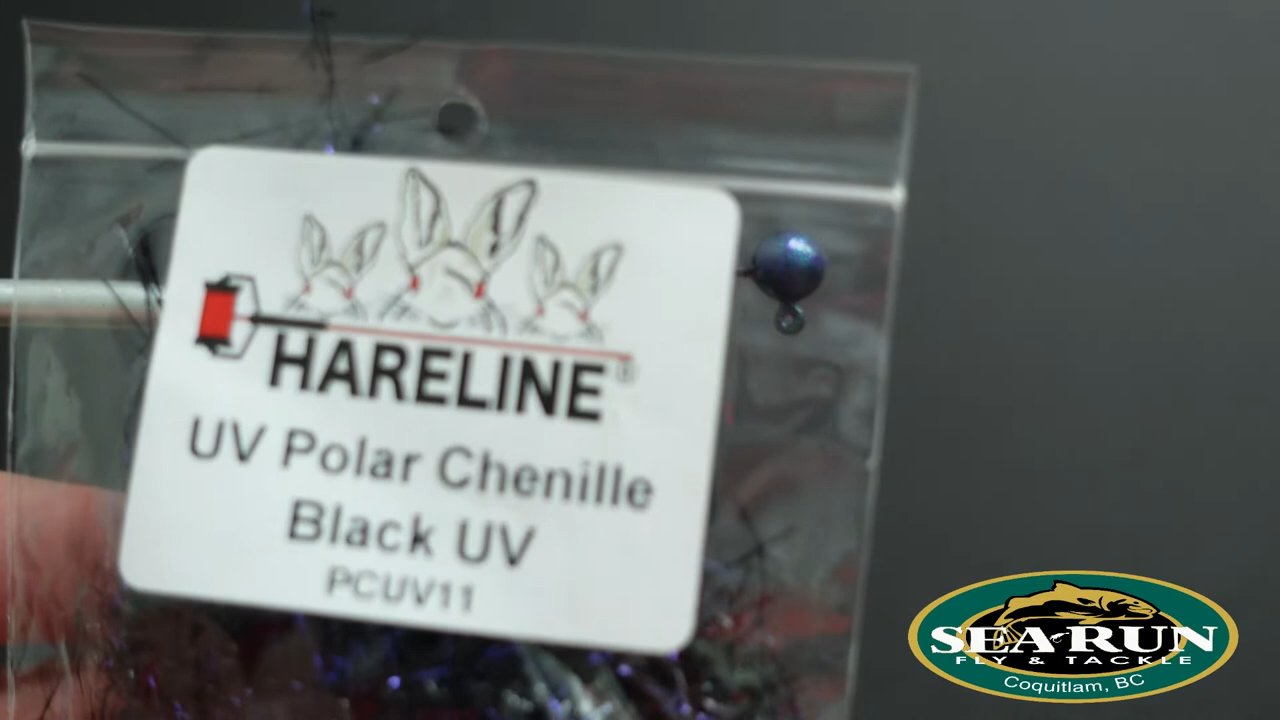 HARELINE®
UV Polar Chenille
Black UV
PCUV11
SEA-RUN
FLY & TACKLE
Coquitlam, BC